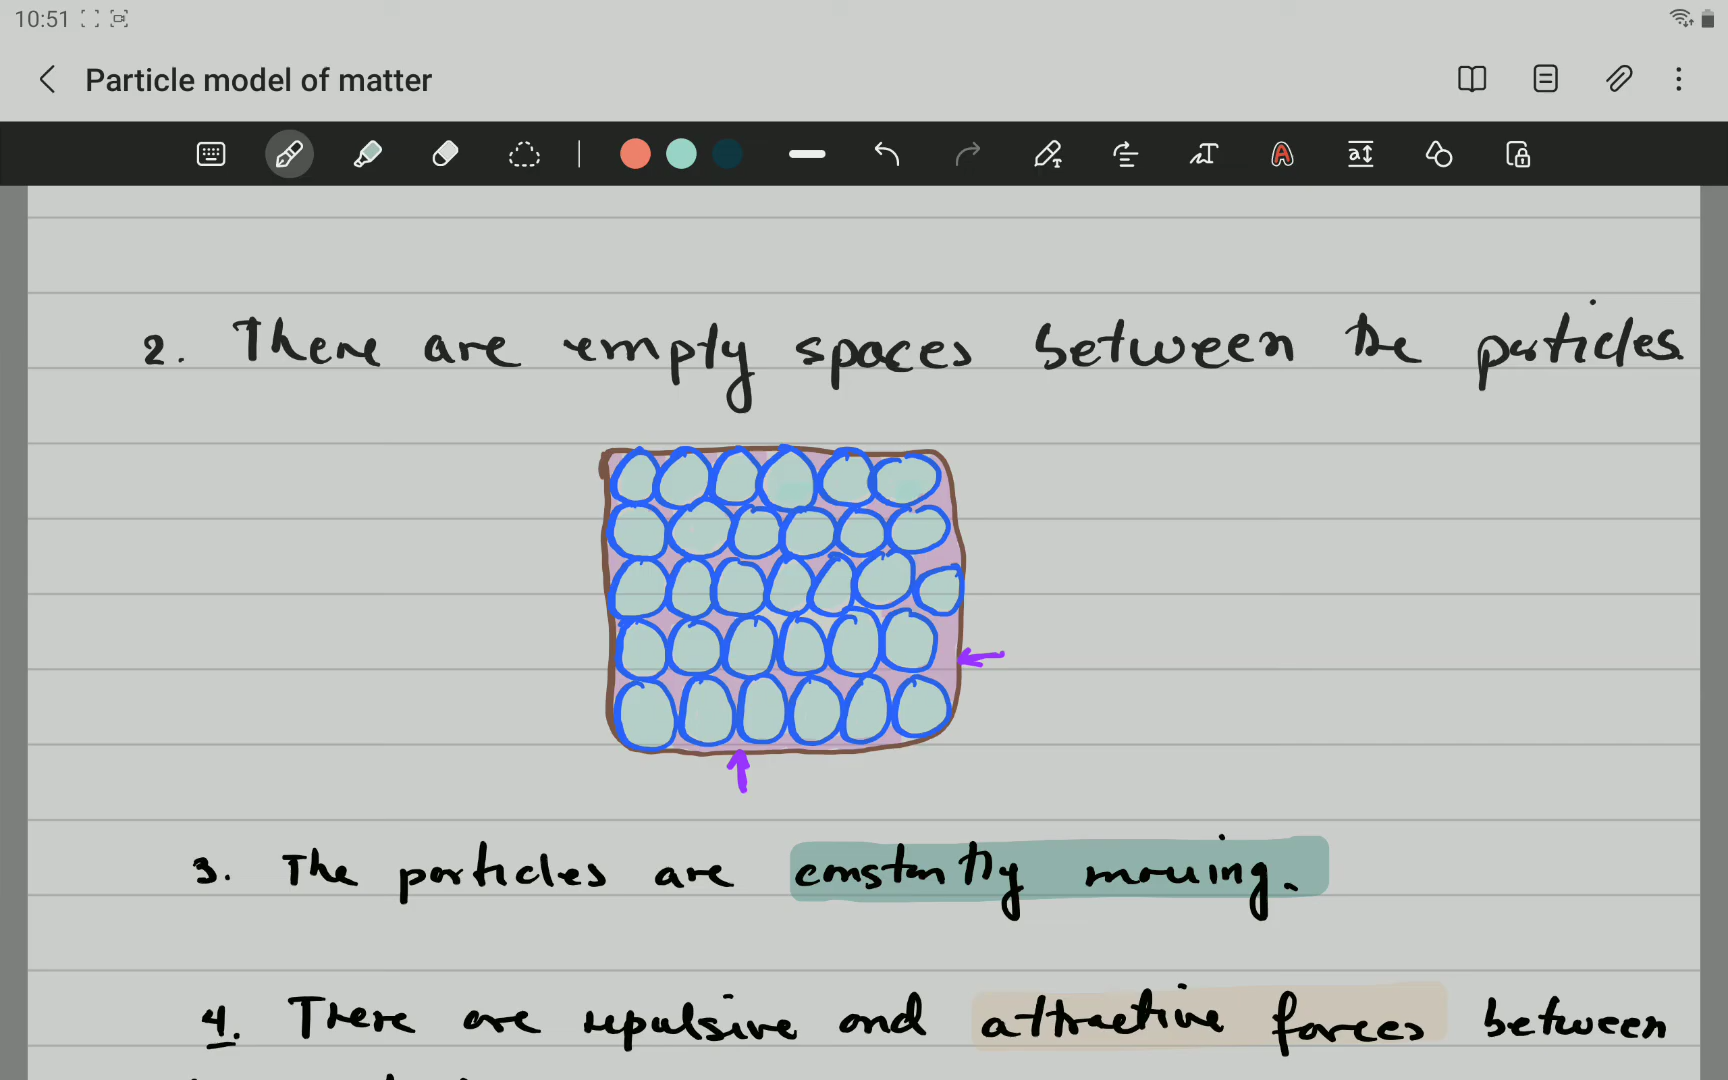 10:51
Particle model of matter
2. There are empty spaces between the particles
3. The particles are constantly moving.
4. There are repulsive and attractive forces between